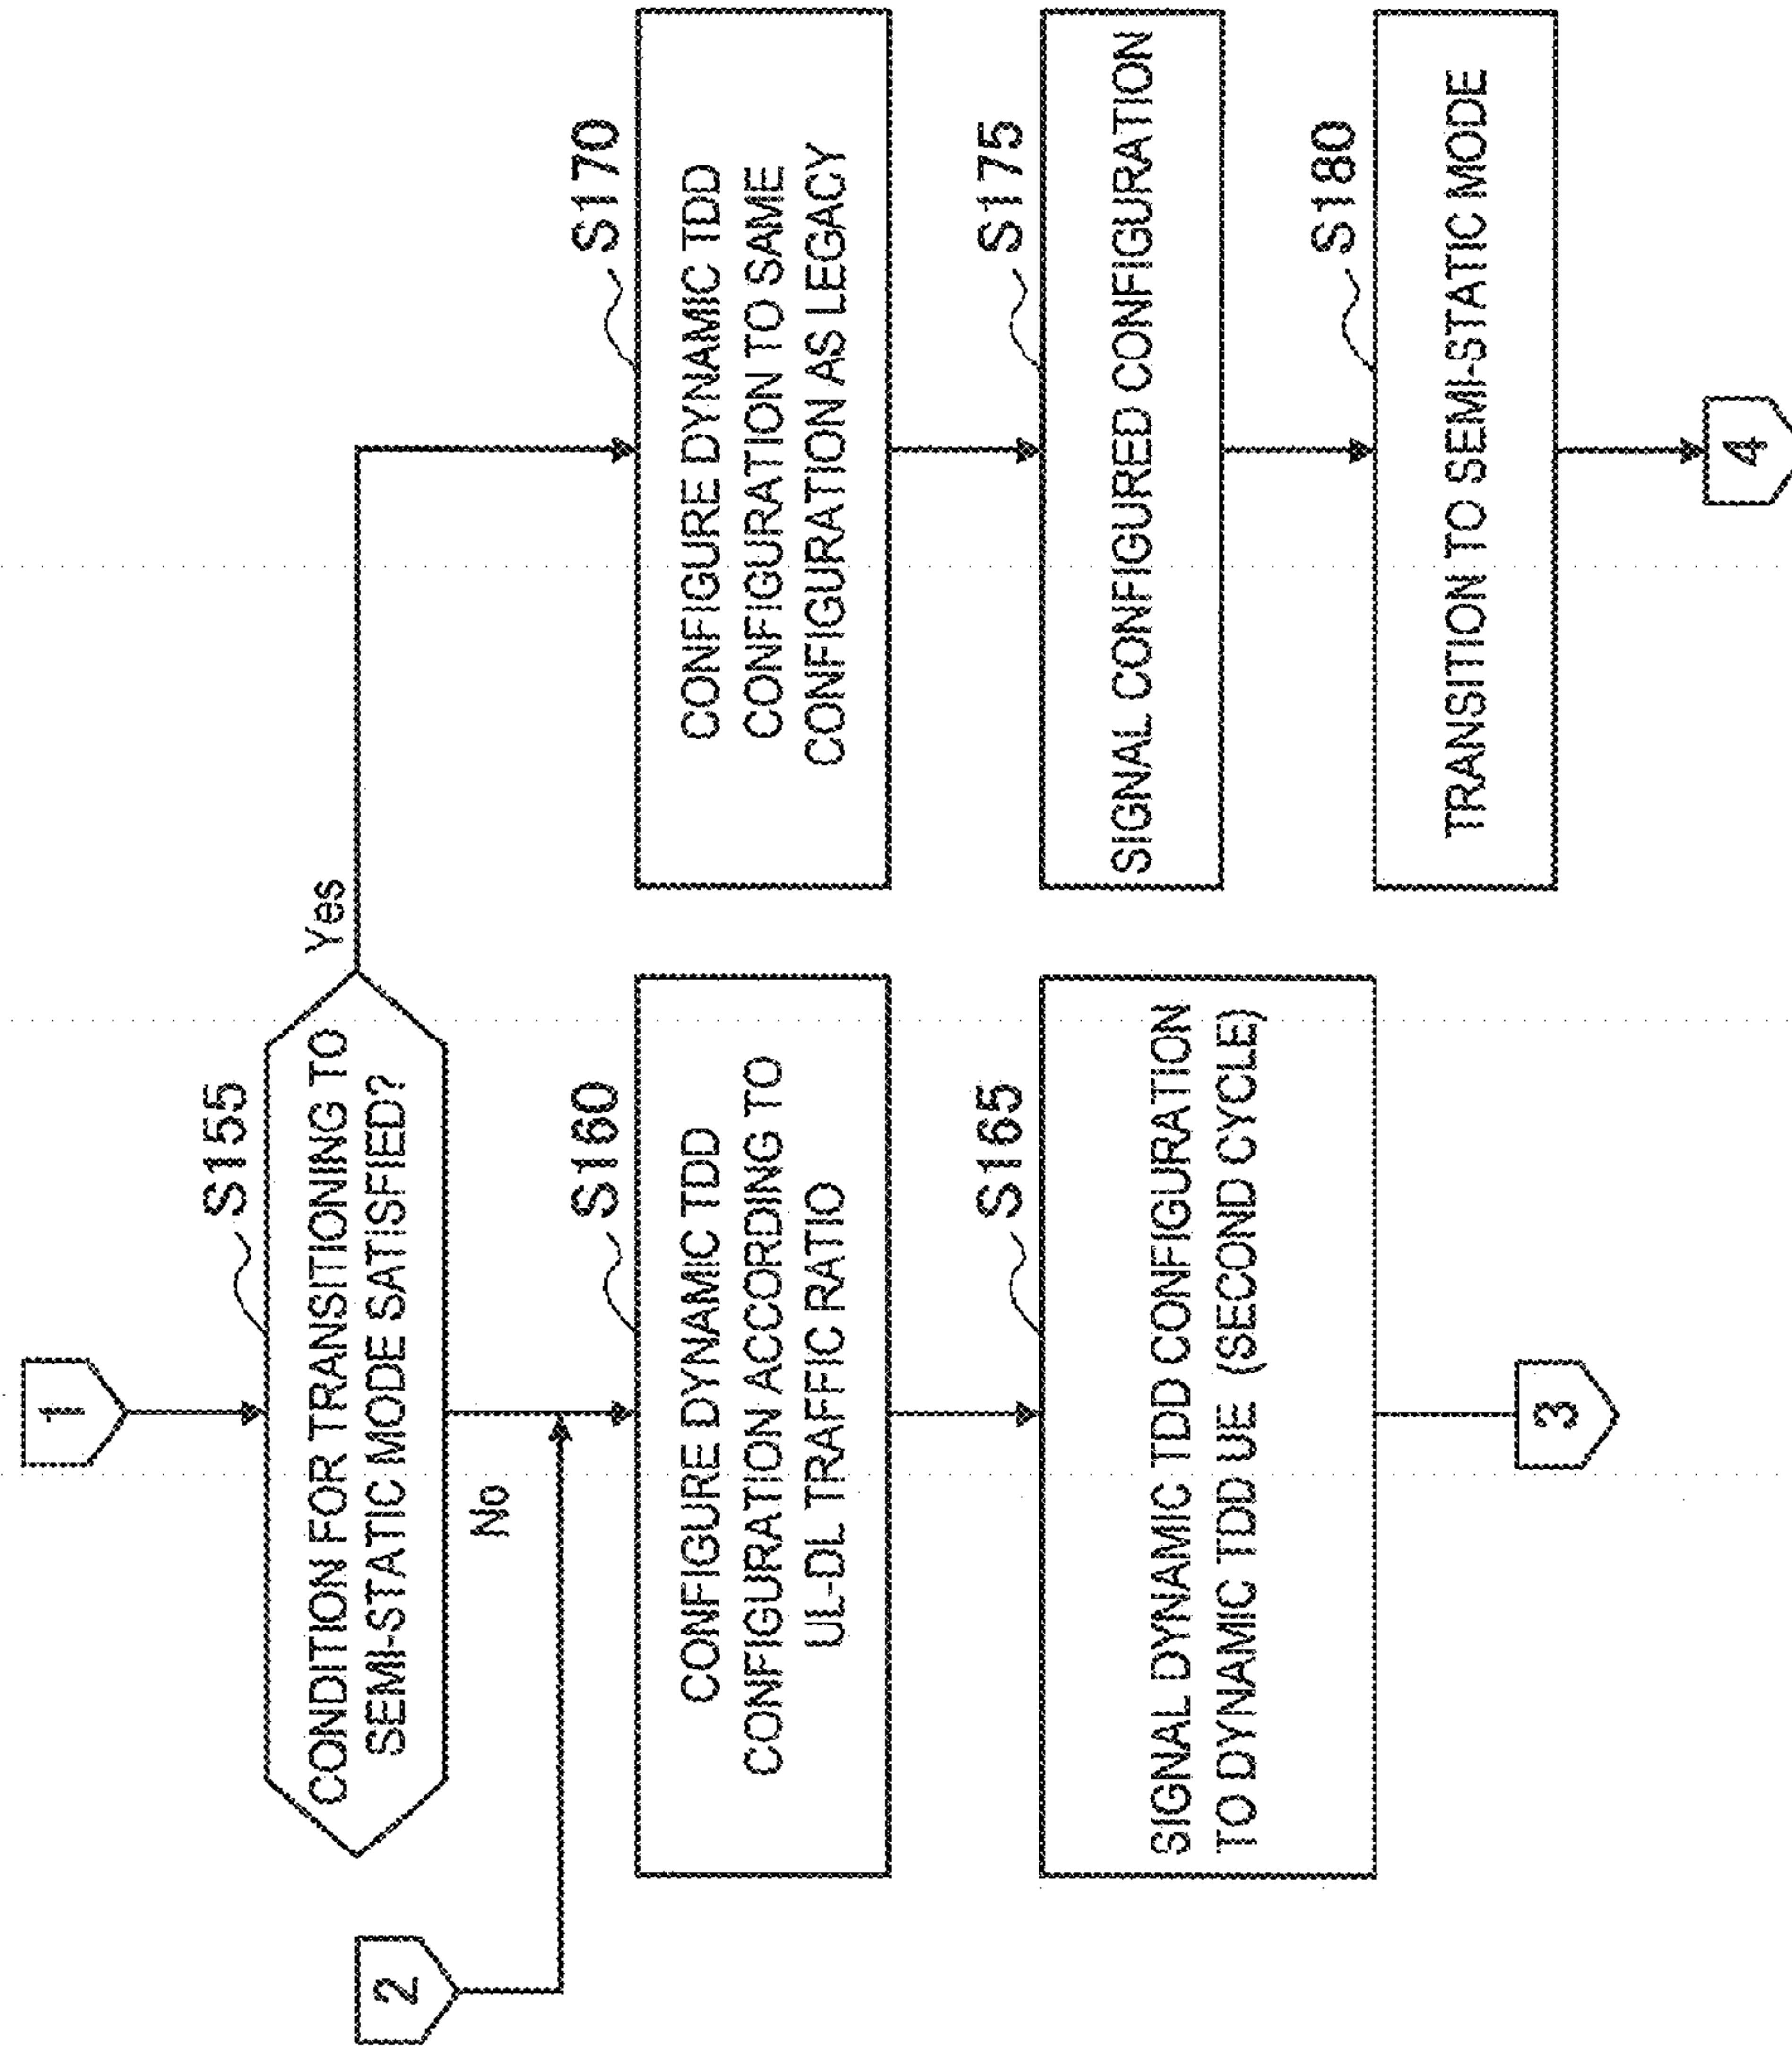 1
S155
CONDITION FOR TRANSITIONING TO
SEMI-STATIC MODE SATISFIED?
Yes
No
2
S160
CONFIGURE DYNAMIC TDD
CONFIGURATION ACCORDING TO
UL-DL TRAFFIC RATIO
S165
SIGNAL DYNAMIC TDD CONFIGURATION
TO DYNAMIC TDD UE (SECOND CYCLE)
3
S170
CONFIGURE DYNAMIC TDD
CONFIGURATION TO SAME
CONFIGURATION AS LEGACY
S175
SIGNAL CONFIGURED CONFIGURATION
S180
TRANSITION TO SEMI-STATIC MODE
4